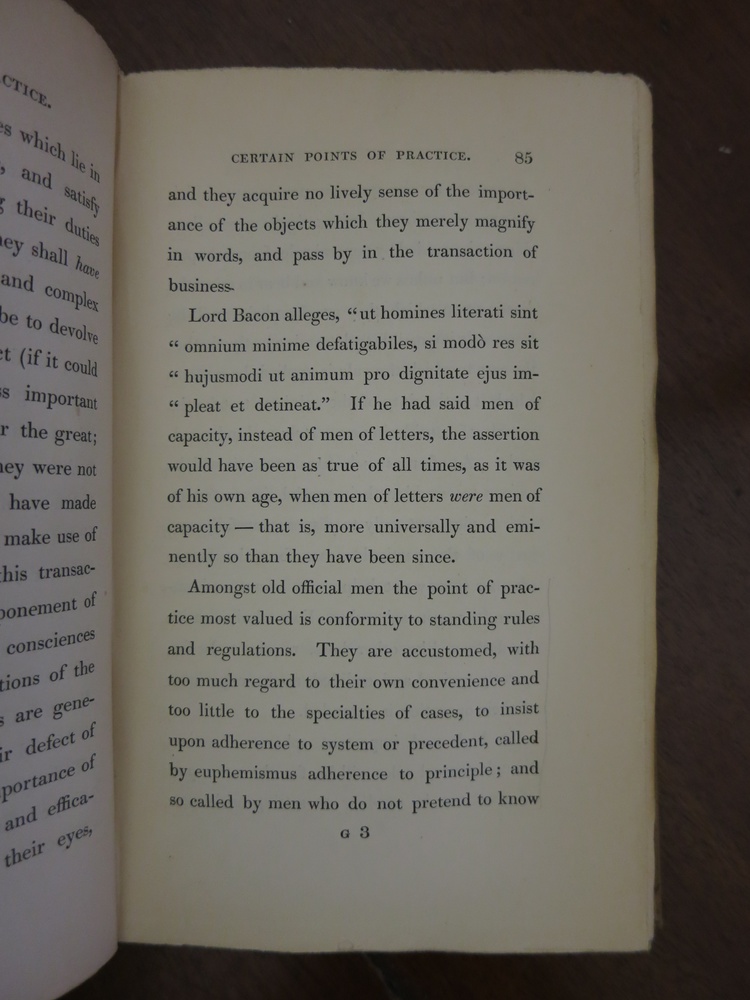 CTICE.
which lie in
and satisfy
their duties
ey shall have
and complex
be to devolve
(if it could
important
the great;
ey were not
have made
make use of
this transac-
ponement of
consciences
tions of the
are gene-
defect of
portance of
and effica-
their eyes,
CERTAIN POINTS OF PRACTICE. 85
and they acquire no lively sense of the import-
ance of the objects which they merely magnify
in words, and pass by in the transaction of
business.
Lord Bacon alleges, “ut homines literati sint
“ omnium minime defatigabiles, si modò res sit
“ hujusmodi ut animum pro dignitate ejus im-
“ pleat et detineat.” If he had said men of
capacity, instead of men of letters, the assertion
would have been as true of all times, as it was
of his own age, when men of letters were men of
capacity — that is, more universally and emi-
nently so than they have been since.
Amongst old official men the point of prac-
tice most valued is conformity to standing rules
and regulations. They are accustomed, with
too much regard to their own convenience and
too little to the specialties of cases, to insist
upon adherence to system or precedent, called
by euphemismus adherence to principle; and
so called by men who do not pretend to know
G 3